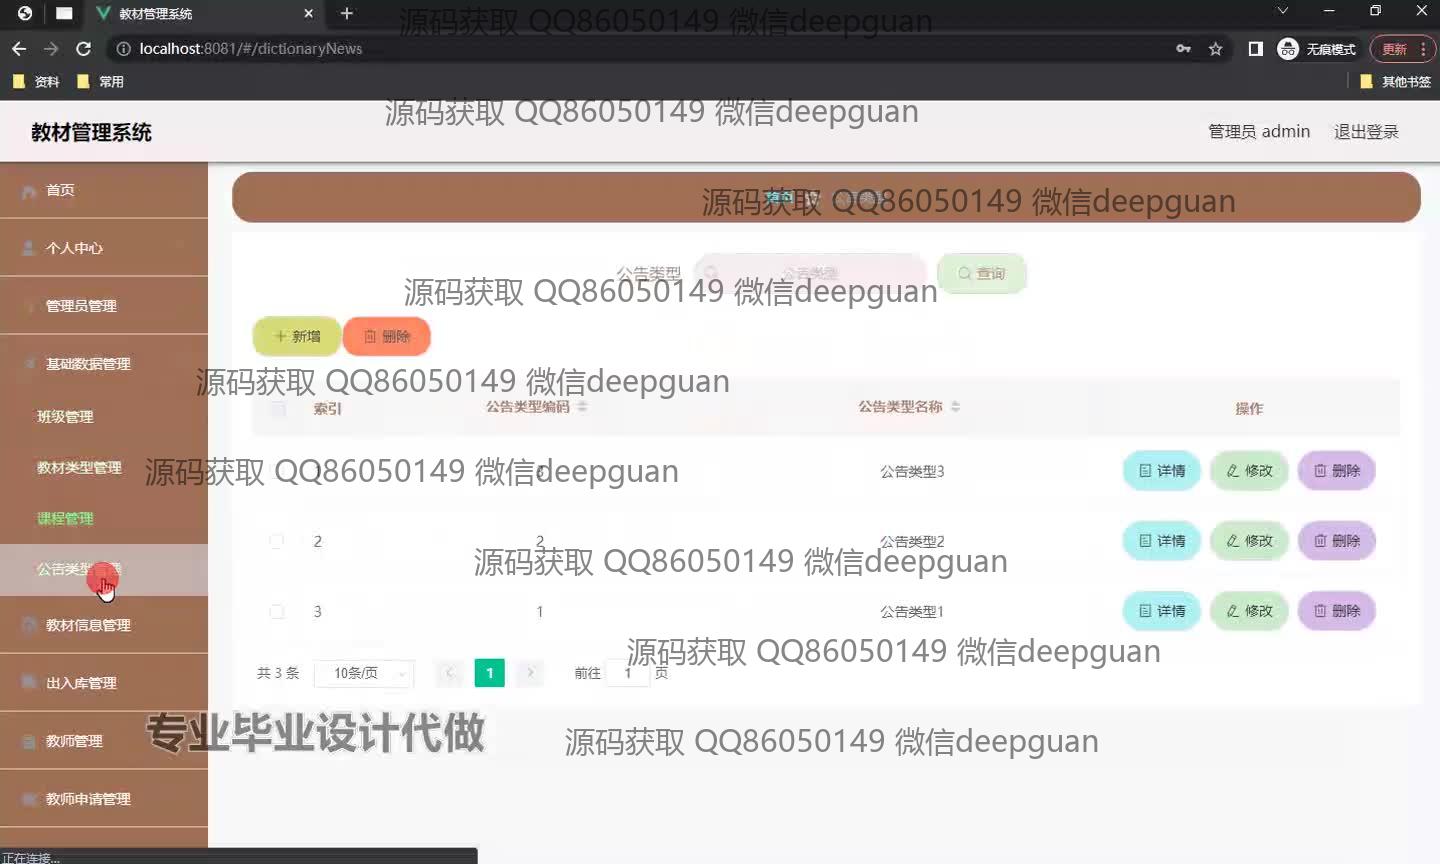 教材管理系统
localhost:8081/#/dictionaryNews
无痕模式
更新
资料
常用
其他书签
源码获取 QQ86050149 微信deepguan
源码获取 QQ86050149 微信deepguan
教材管理系统
管理员 admin
退出登录
首页
个人中心
管理员管理
基础数据管理
班级管理
教材类型管理
课程管理
公告类型管理
教材信息管理
出入库管理
教师管理
教师申请管理
首页
公告类型
源码获取 QQ86050149 微信deepguan
公告类型
公告类型
查询
源码获取 QQ86050149 微信deepguan
新增
删除
源码获取 QQ86050149 微信deepguan
索引 公告类型编码 公告类型名称 操作
源码获取 QQ86050149 微信deepguan
1 3 公告类型3 详情 修改 删除
2 2 公告类型2 详情 修改 删除
源码获取 QQ86050149 微信deepguan
3 1 公告类型1 详情 修改 删除
源码获取 QQ86050149 微信deepguan
共 3 条 10条/页 1 前往 1 页
专业毕业设计代做
源码获取 QQ86050149 微信deepguan
正在连接...